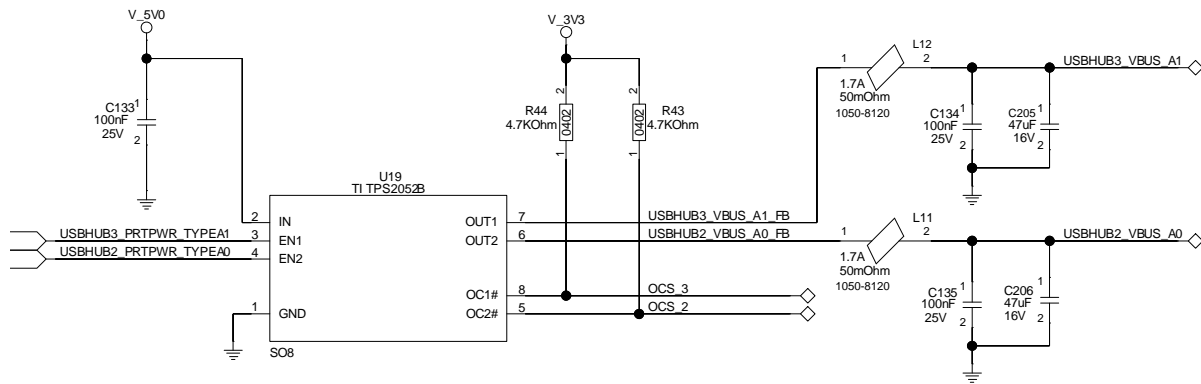 V_5V0
V_3V3
C133 1
100nF
25V
2
2
R44
4.7KOhm
0402
1
2
R43
4.7KOhm
0402
1
1
L12
2
1.7A
50mOhm
1050-8120
USBHUB3_VBUS_A1
1
C134
100nF
25V
2
1
C205
47uF
16V
2
U19
TI TPS2052B
2 IN
USBHUB3_PRTPWR_TYPEA1 3 EN1
USBHUB2_PRTPWR_TYPEA0 4 EN2
1 GND
SO8
OUT1 7 USBHUB3_VBUS_A1_FB
OUT2 6 USBHUB2_VBUS_A0_FB
OC1# 8 OCS_3
OC2# 5 OCS_2
1
L11
2
1.7A
50mOhm
1050-8120
USBHUB2_VBUS_A0
1
C135
100nF
25V
2
1
C206
47uF
16V
2